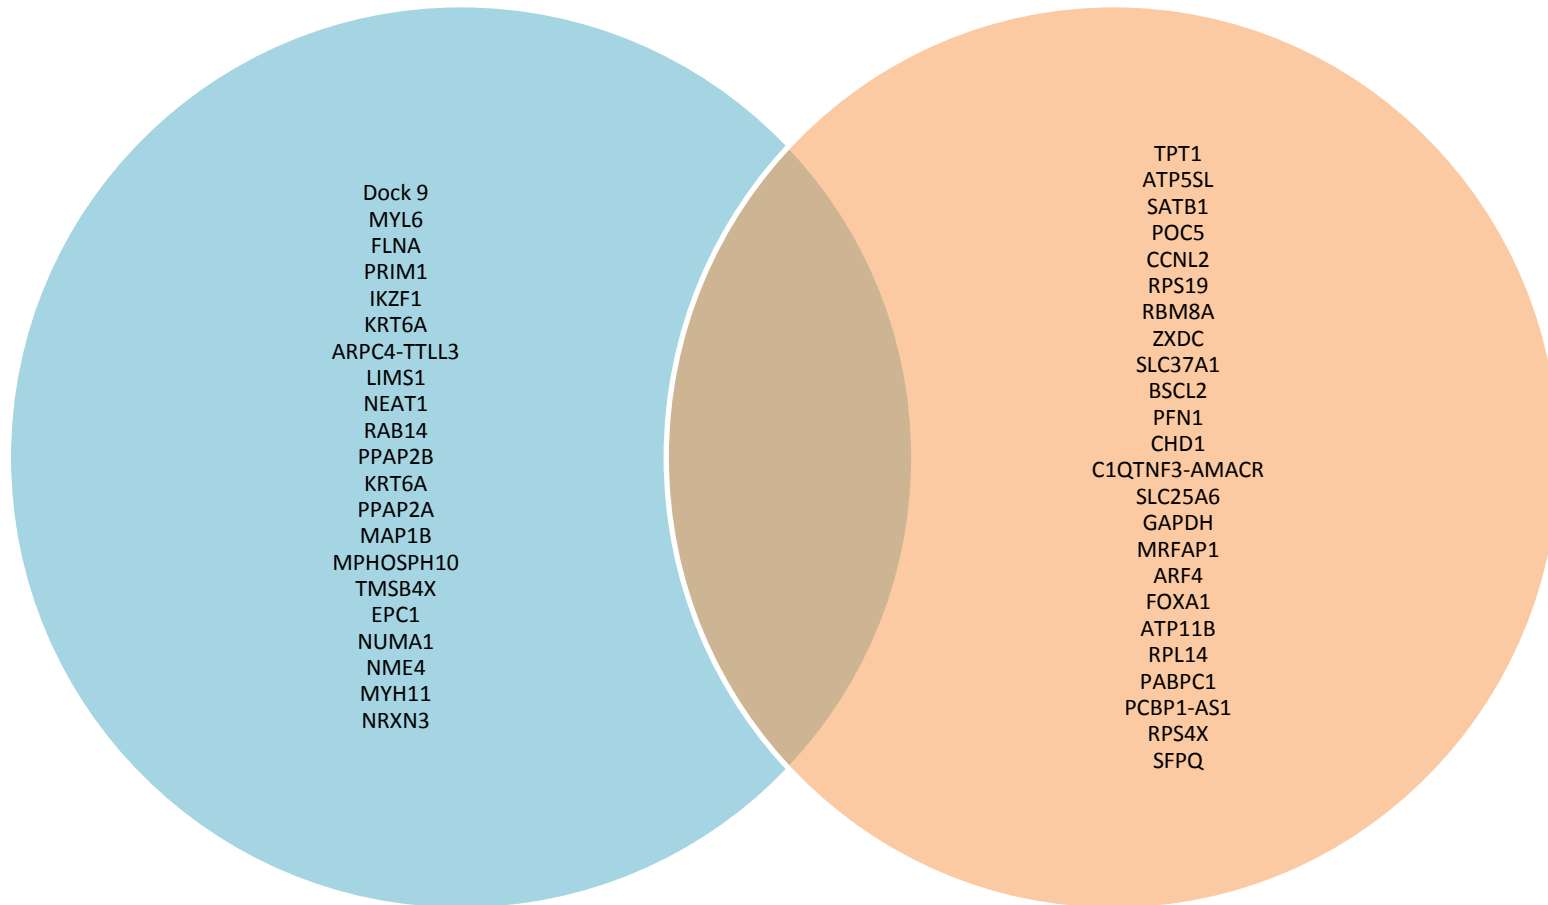 Dock 9
MYL6
FLNA
PRIM1
IKZF1
KRT6A
ARPC4-TTLL3
LIMS1
NEAT1
RAB14
PPAP2B
KRT6A
PPAP2A
MAP1B
MPHOSPH10
TMSB4X
EPC1
NUMA1
NME4
MYH11
NRXN3
TPT1
ATP5SL
SATB1
POC5
CCNL2
RPS19
RBM8A
ZXDC
SLC37A1
BSCL2
PFN1
CHD1
C1QTNF3-AMACR
SLC25A6
GAPDH
MRFAP1
ARF4
FOXA1
ATP11B
RPL14
PABPC1
PCBP1-AS1
RPS4X
SFPQ